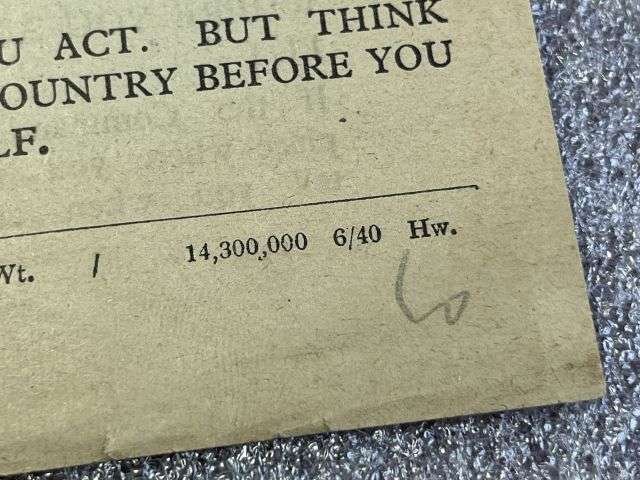 U ACT. BUT THINK
OUNTRY BEFORE YOU
LF.
Wt. / 14,300,000 6/40 Hw.